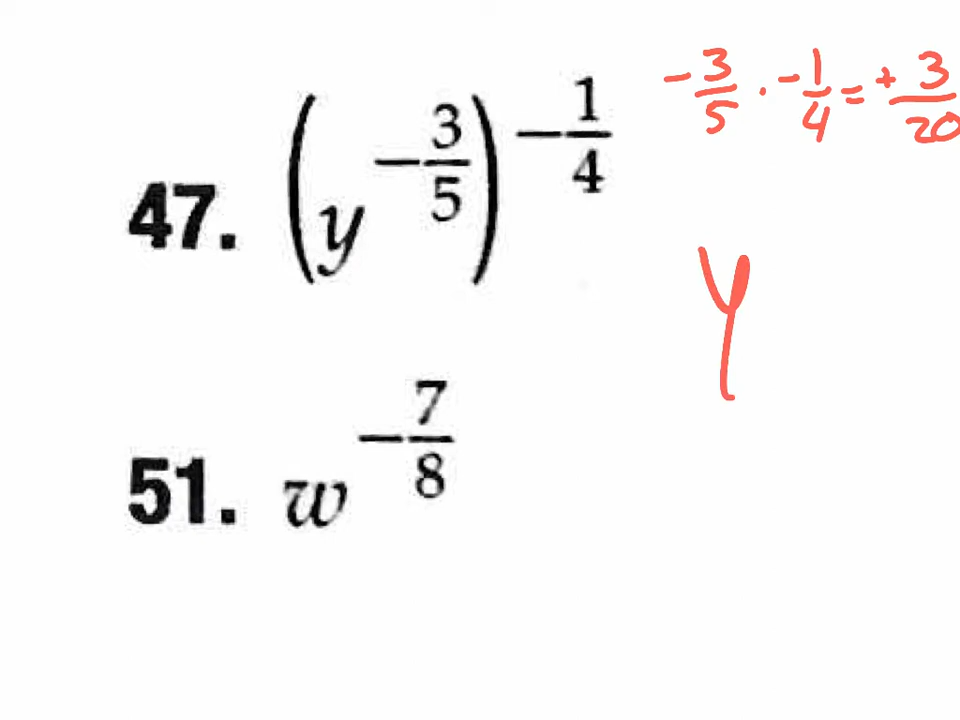 -3/5 · -1/4 = +3/20
47. (y^(-3/5))^(-1/4)
y
51. w^(-7/8)